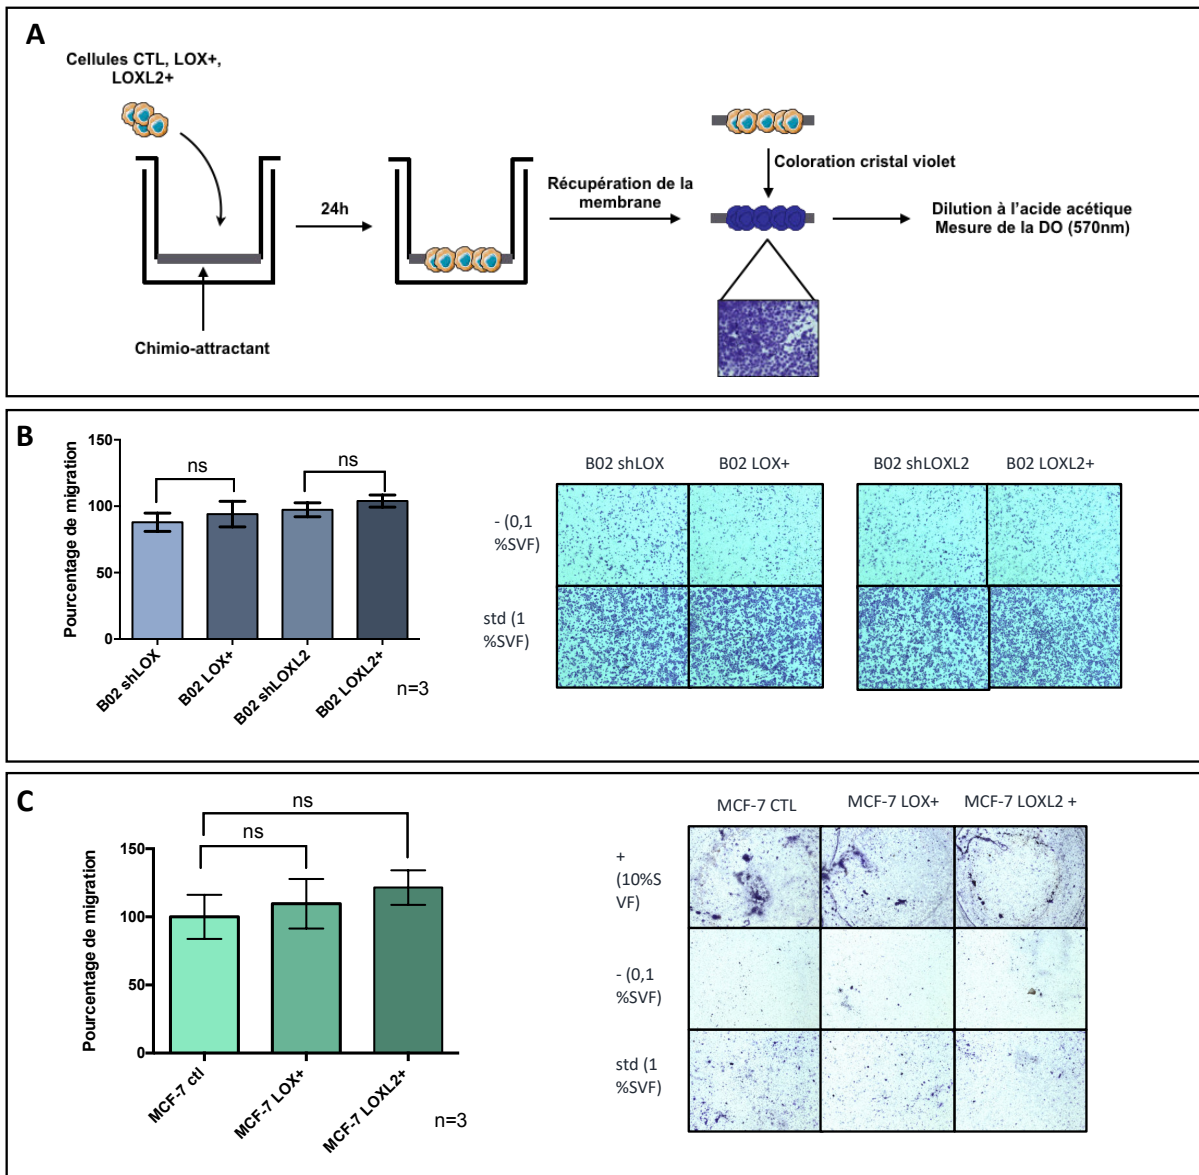 A
Cellules CTL, LOX+,
LOXL2+
24h
Récupération de la
membrane
Coloration cristal violet
Dilution à l'acide acétique
Mesure de la DO (570nm)
Chimio-attractant
B
Pourcentage de migration
150
100
50
0
ns
ns
B02 shLOX
B02 LOX+
B02 shLOXL2
B02 LOXL2+
n=3
B02 shLOX
B02 LOX+
B02 shLOXL2
B02 LOXL2+
- (0,1
%SVF)
std (1
%SVF)
C
Pourcentage de migration
150
100
50
0
ns
ns
MCF-7 ctl
MCF-7 LOX+
MCF-7 LOXL2+
n=3
MCF-7 CTL
MCF-7 LOX+
MCF-7 LOXL2 +
+
(10%S
VF)
- (0,1
%SVF)
std (1
%SVF)